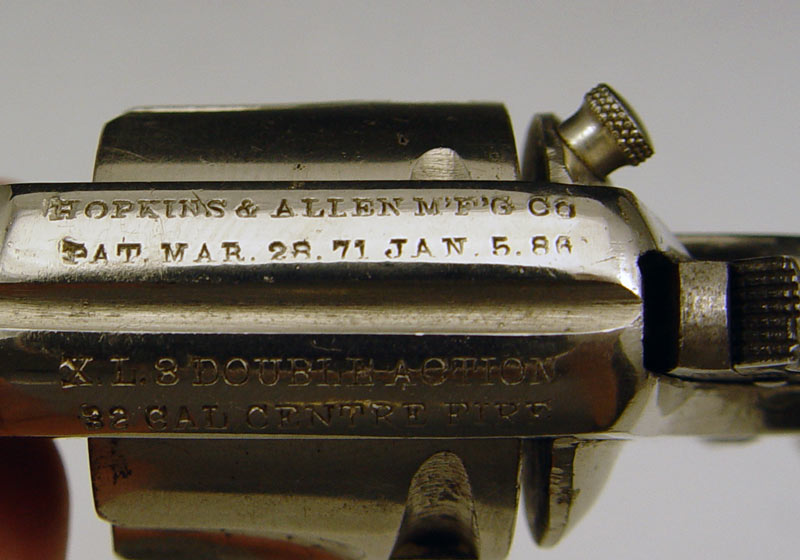 HOPKINS & ALLEN M'F'G CO
PAT. MAR. 28. 71 JAN. 5. 86
X.L. 3 DOUBLE ACTION
32 CAL CENTRE FIRE